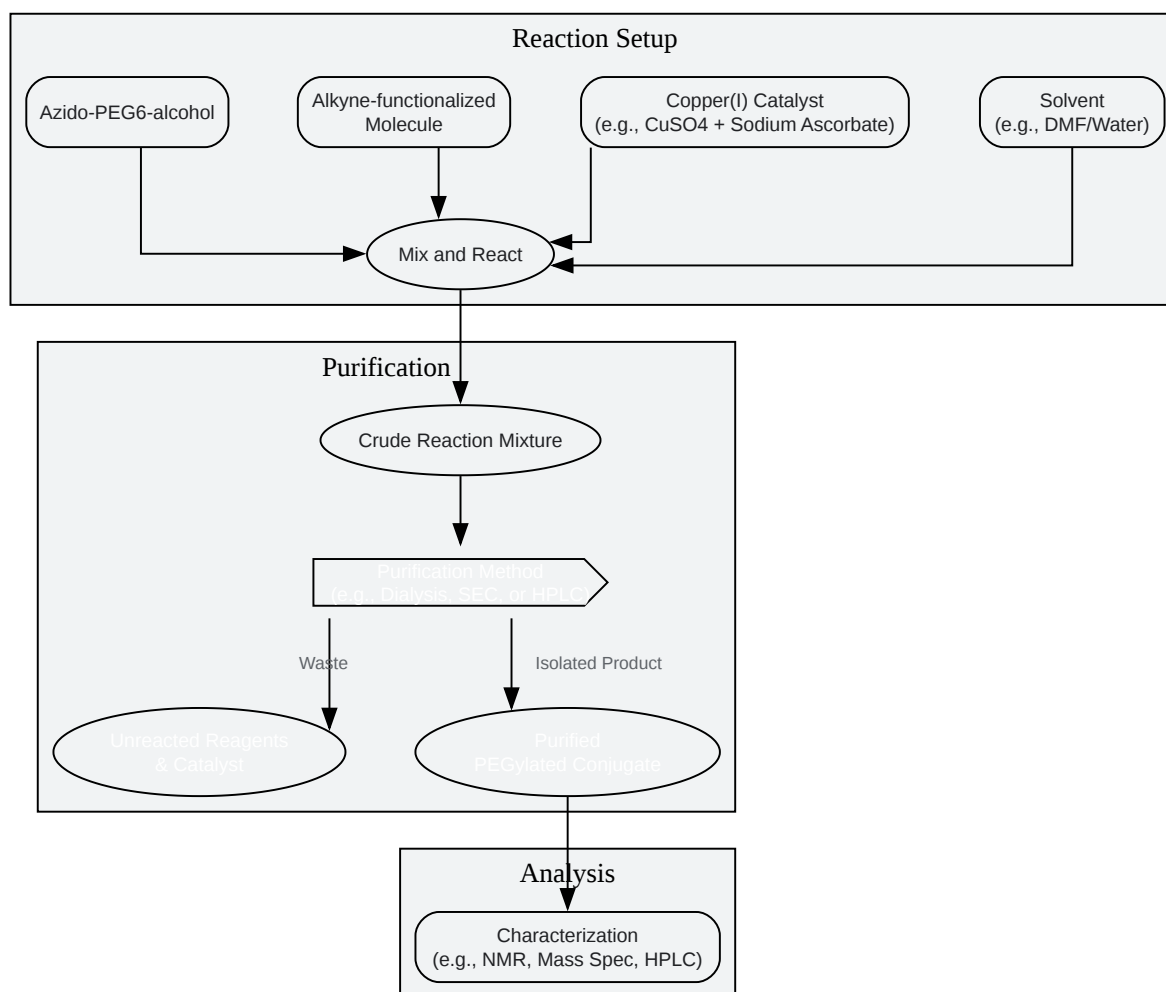 Reaction Setup
Azido-PEG6-alcohol
Alkyne-functionalized
Molecule
Copper(I) Catalyst
(e.g., CuSO4 + Sodium Ascorbate)
Solvent
(e.g., DMF/Water)
Mix and React
Purification
Crude Reaction Mixture
Purification Method
(e.g., Dialysis, SEC, or HPLC)
Waste
Isolated Product
Unreacted Reagents
& Catalyst
Purified
PEGylated Conjugate
Analysis
Characterization
(e.g., NMR, Mass Spec, HPLC)